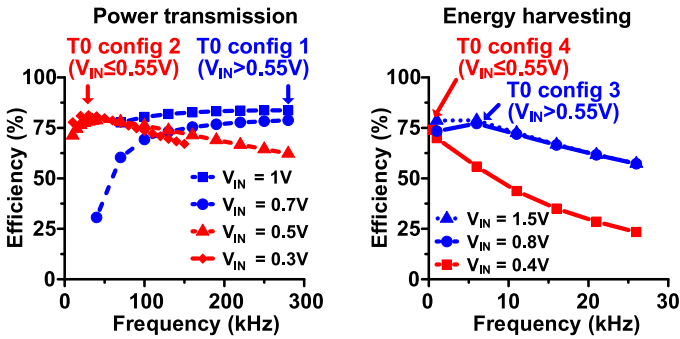 Power transmission
T0 config 2
(VIN≤0.55V)
T0 config 1
(VIN>0.55V)
Efficiency (%)
100
75
50
25
0
VIN = 1V
VIN = 0.7V
VIN = 0.5V
VIN = 0.3V
0
100
200
300
Frequency (kHz)
Energy harvesting
T0 config 4
(VIN≤0.55V)
T0 config 3
(VIN>0.55V)
Efficiency (%)
100
75
50
25
0
VIN = 1.5V
VIN = 0.8V
VIN = 0.4V
0
10
20
30
Frequency (kHz)